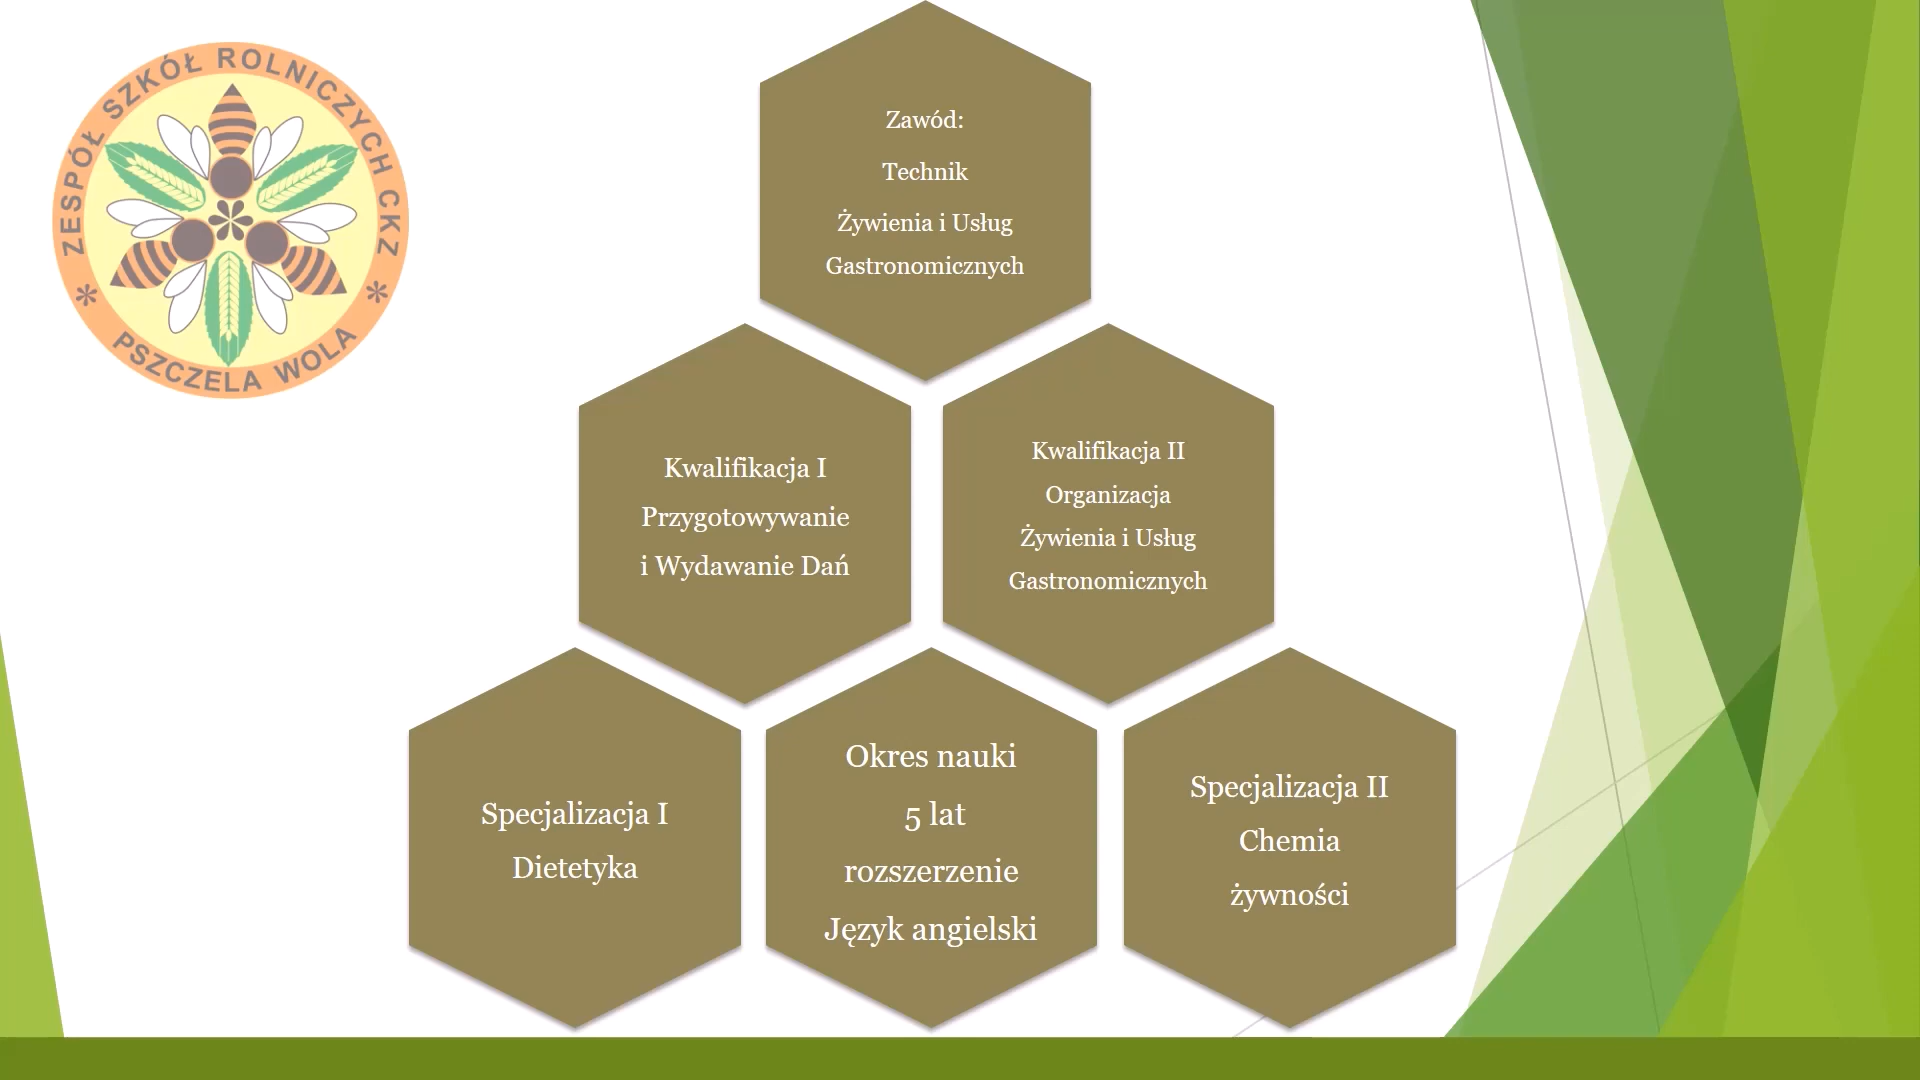 ZESPÓŁ SZKÓŁ ROLNICZYCH CKZ
* PSZCZELA WOLA *
Zawód:
Technik
Żywienia i Usług
Gastronomicznych
Kwalifikacja I
Przygotowywanie
i Wydawanie Dań
Kwalifikacja II
Organizacja
Żywienia i Usług
Gastronomicznych
Specjalizacja I
Dietetyka
Okres nauki
5 lat
rozszerzenie
Język angielski
Specjalizacja II
Chemia
żywności